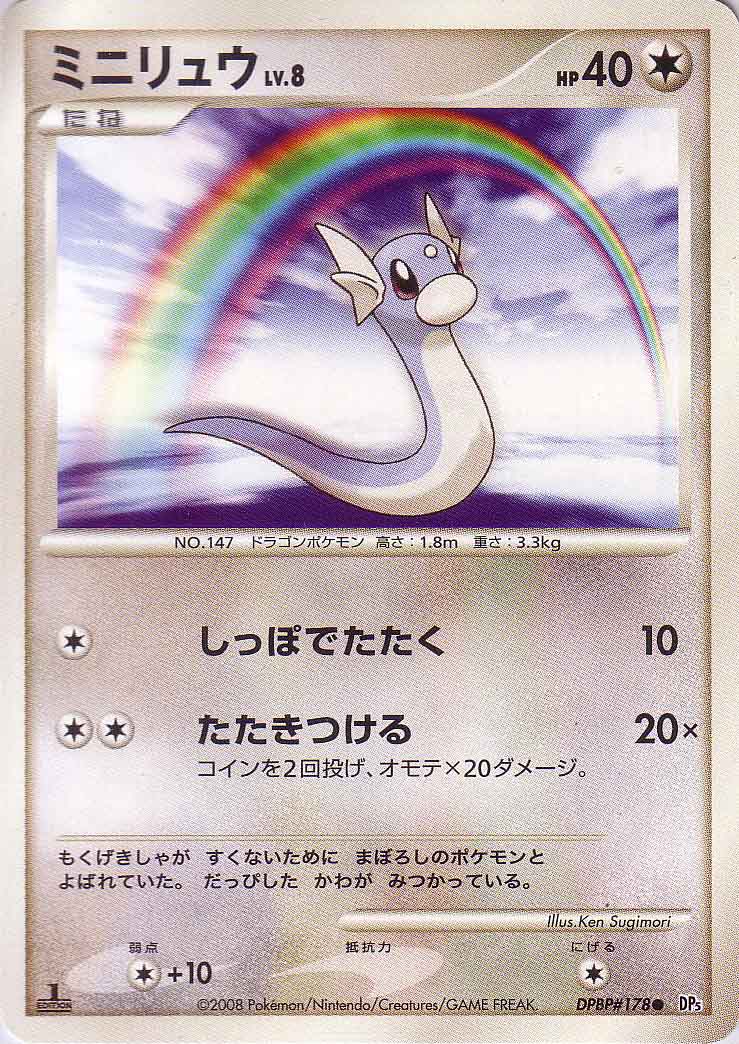 ミニリュウ LV.8 HP 40
たね
NO.147 ドラゴンポケモン 高さ:1.8m 重さ:3.3kg
しっぽでたたく 10
たたきつける 20×
コインを2回投げ、オモテ×20ダメージ。
もくげきしゃが すくないために まぼろしのポケモンと
よばれていた。 だっぴした かわが みつかっている。
Illus.Ken Sugimori
弱点 抵抗力 にげる
+10
1 EDITION ©2008 Pokémon/Nintendo/Creatures/GAME FREAK. DPBP#178● DP5